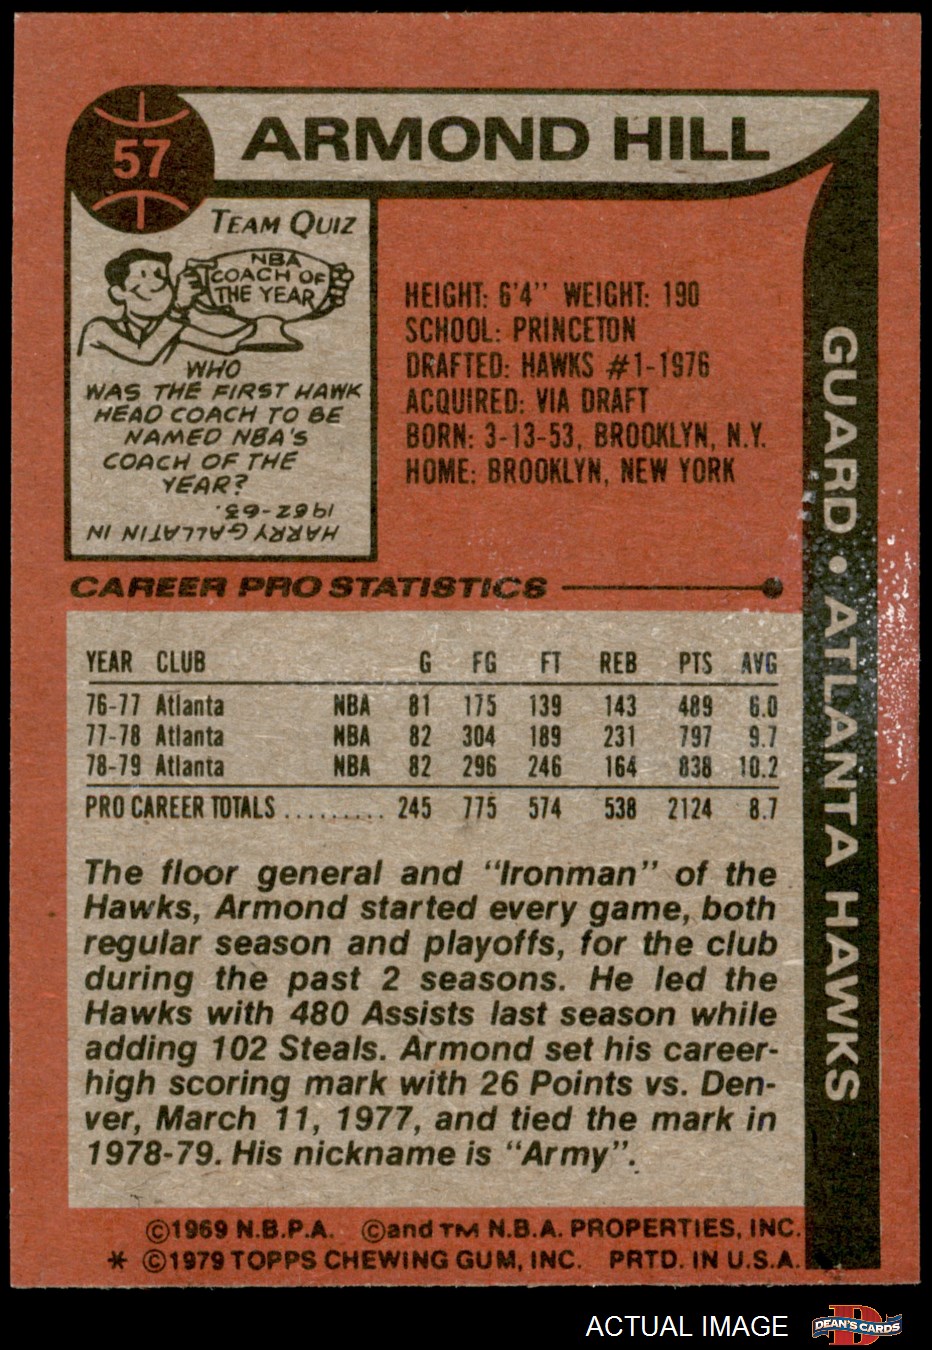 57
ARMOND HILL
TEAM QUIZ
NBA
COACH OF
THE YEAR
WHO
WAS THE FIRST HAWK
HEAD COACH TO BE
NAMED NBA'S
COACH OF THE
YEAR?
HARRY GALLATIN IN
1962-63.
HEIGHT: 6'4" WEIGHT: 190
SCHOOL: PRINCETON
DRAFTED: HAWKS #1-1976
ACQUIRED: VIA DRAFT
BORN: 3-13-53, BROOKLYN, N.Y.
HOME: BROOKLYN, NEW YORK
GUARD • ATLANTA HAWKS
CAREER PRO STATISTICS
YEAR CLUB G FG FT REB PTS AVG
76-77 Atlanta NBA 81 175 139 143 489 6.0
77-78 Atlanta NBA 82 304 189 231 797 9.7
78-79 Atlanta NBA 82 296 246 164 838 10.2
PRO CAREER TOTALS ......... 245 775 574 538 2124 8.7
The floor general and "Ironman" of the
Hawks, Armond started every game, both
regular season and playoffs, for the club
during the past 2 seasons. He led the
Hawks with 480 Assists last season while
adding 102 Steals. Armond set his career-
high scoring mark with 26 Points vs. Den-
ver, March 11, 1977, and tied the mark in
1978-79. His nickname is "Army".
©1969 N.B.P.A. ©and TM N.B.A. PROPERTIES, INC.
* ©1979 TOPPS CHEWING GUM, INC. PRTD. IN U.S.A.
ACTUAL IMAGE
DEAN'S CARDS